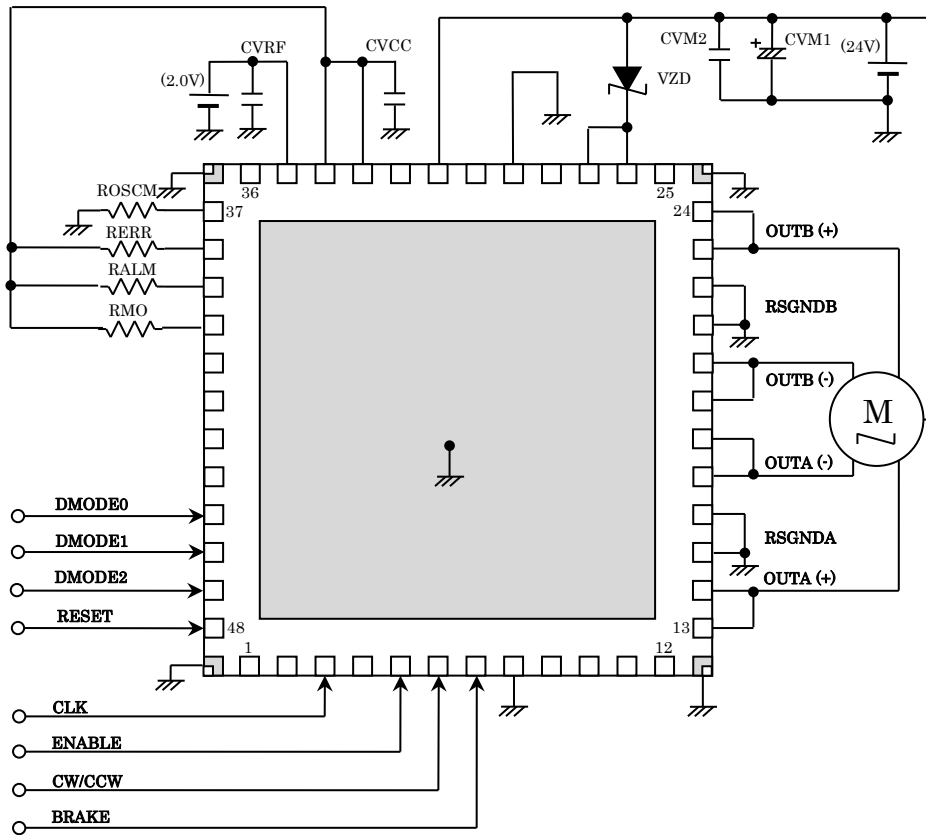 CVRF
CVCC
CVM2
+
CVM1
(24V)
(2.0V)
VZD
36
25
ROSCM
37
24
RERR
OUTB (+)
RALM
RSGNDB
RMO
OUTB (-)
M
OUTA (-)
DMODE0
DMODE1
RSGNDA
DMODE2
OUTA (+)
RESET
48
13
1
12
CLK
ENABLE
CW/CCW
BRAKE